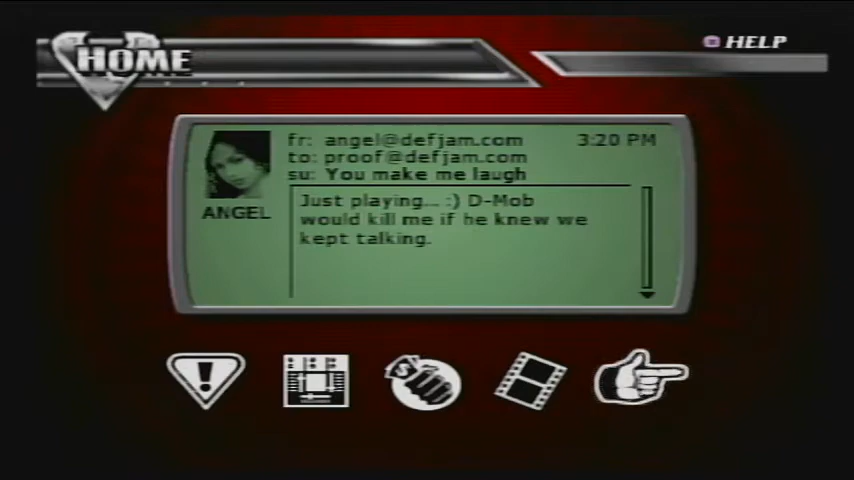 HOME
HELP
fr: angel@defjam.com 3:20 PM
to: proof@defjam.com
su: You make me laugh
ANGEL
Just playing... :) D-Mob
would kill me if he knew we
kept talking.
$